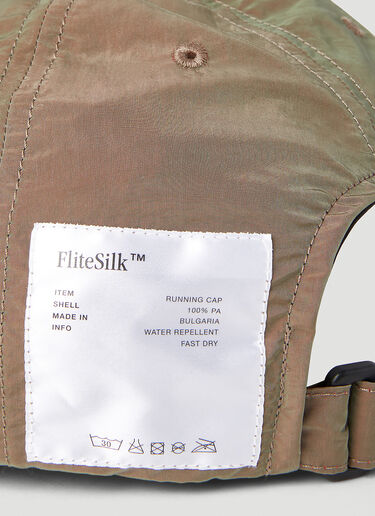 FliteSilk™
ITEM RUNNING CAP
SHELL 100% PA
MADE IN BULGARIA
INFO WATER REPELLENT
FAST DRY
30